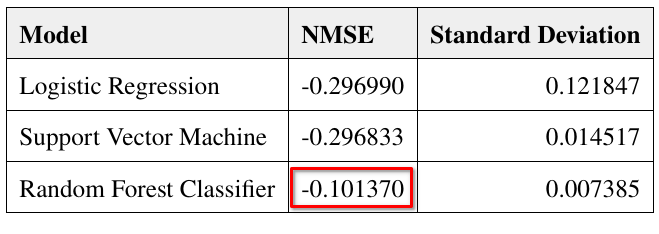 Model NMSE Standard Deviation
Logistic Regression -0.296990 0.121847
Support Vector Machine -0.296833 0.014517
Random Forest Classifier -0.101370 0.007385